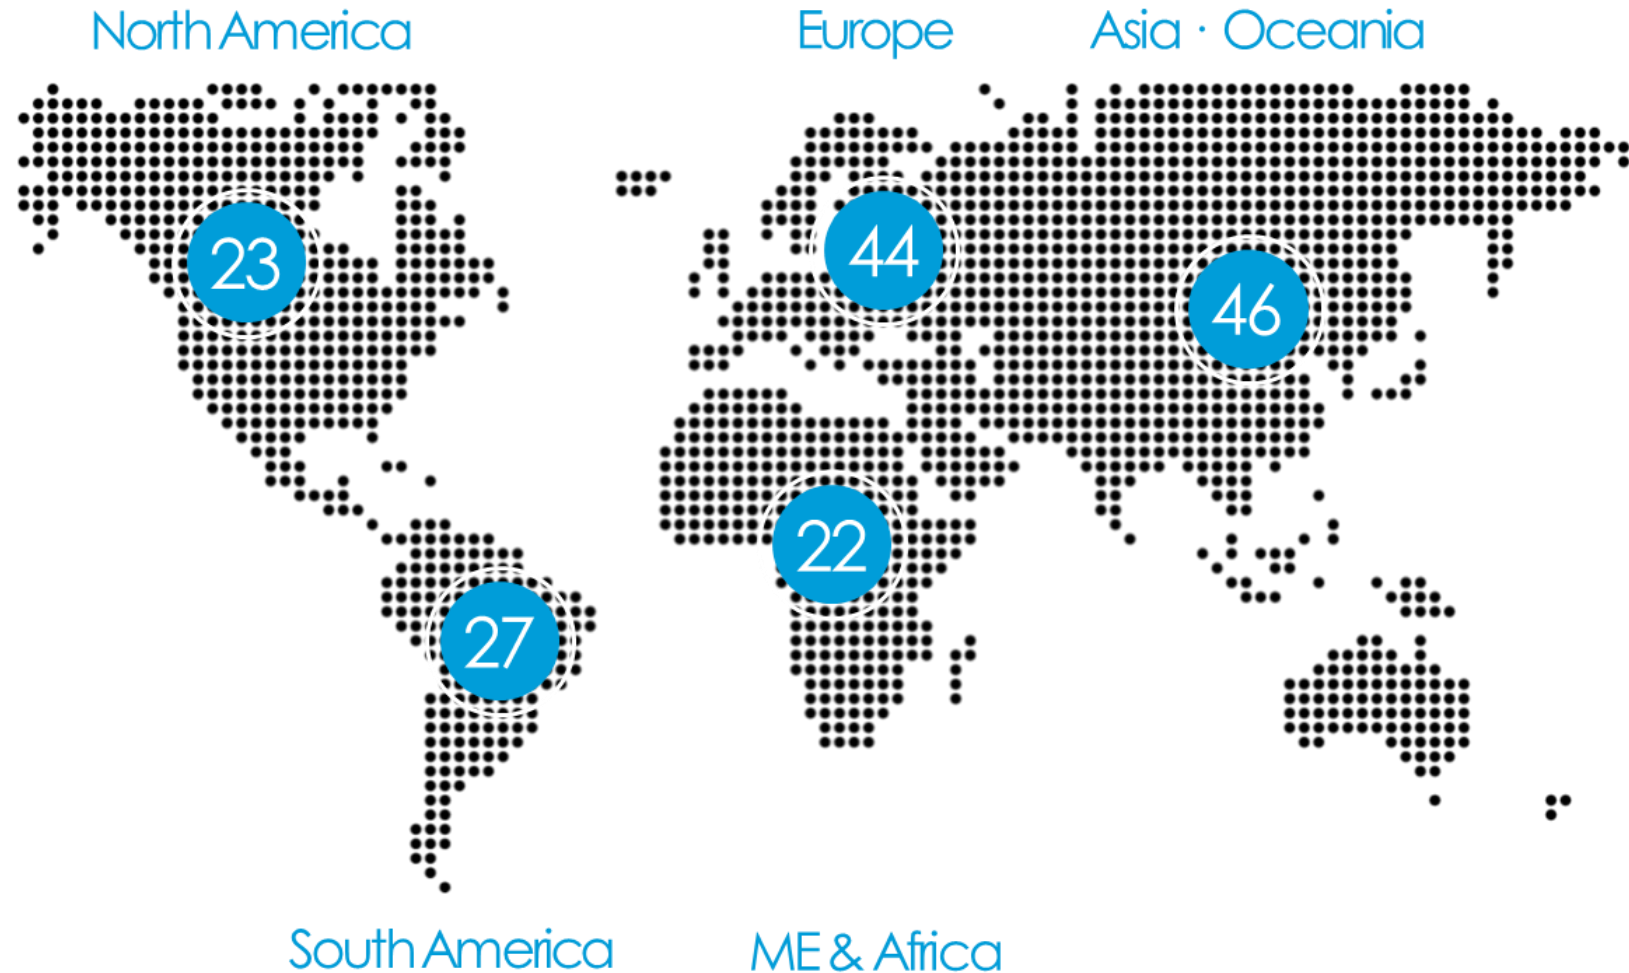 North America
Europe
Asia · Oceania
23
44
46
22
27
South America
ME & Africa